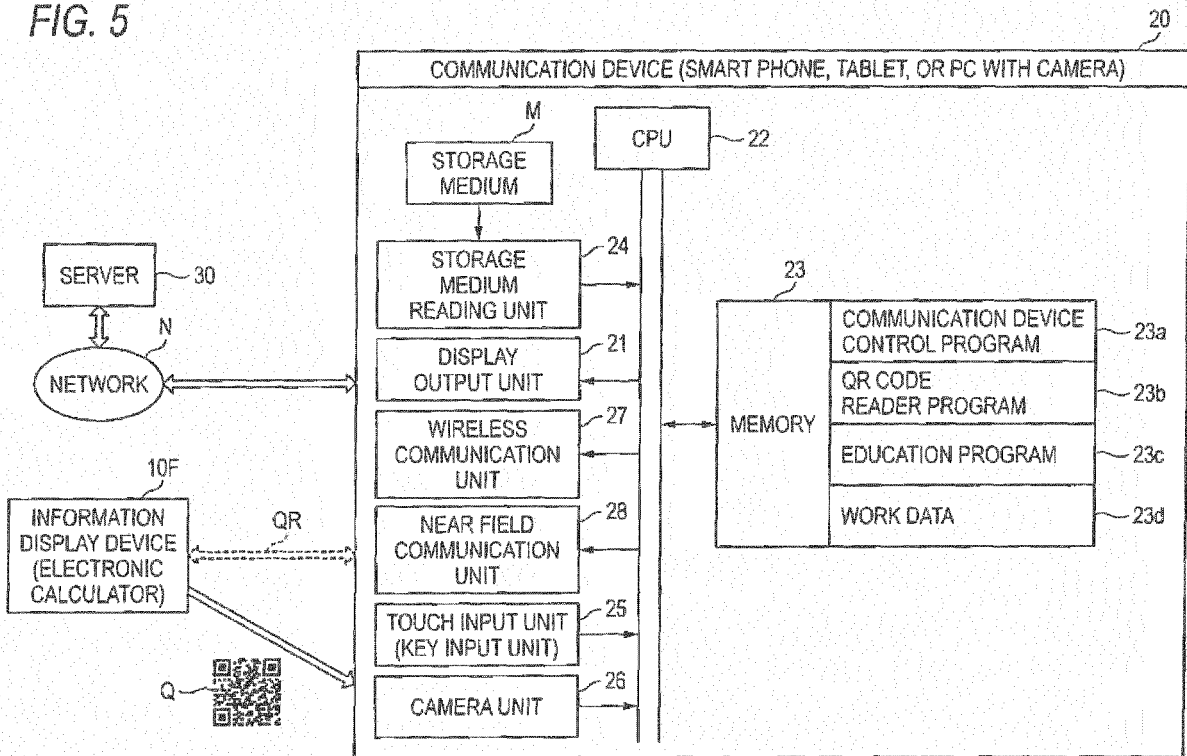 FIG. 5
20
COMMUNICATION DEVICE (SMART PHONE, TABLET, OR PC WITH CAMERA)
M
STORAGE
MEDIUM
CPU
22
24
STORAGE
MEDIUM
READING UNIT
SERVER
30
N
NETWORK
21
DISPLAY
OUTPUT UNIT
27
WIRELESS
COMMUNICATION
UNIT
10F
INFORMATION
DISPLAY DEVICE
(ELECTRONIC
CALCULATOR)
QR
28
NEAR FIELD
COMMUNICATION
UNIT
25
TOUCH INPUT UNIT
(KEY INPUT UNIT)
Q
26
CAMERA UNIT
23
MEMORY
COMMUNICATION DEVICE
CONTROL PROGRAM
23a
QR CODE
READER PROGRAM
23b
EDUCATION PROGRAM
23c
WORK DATA
23d